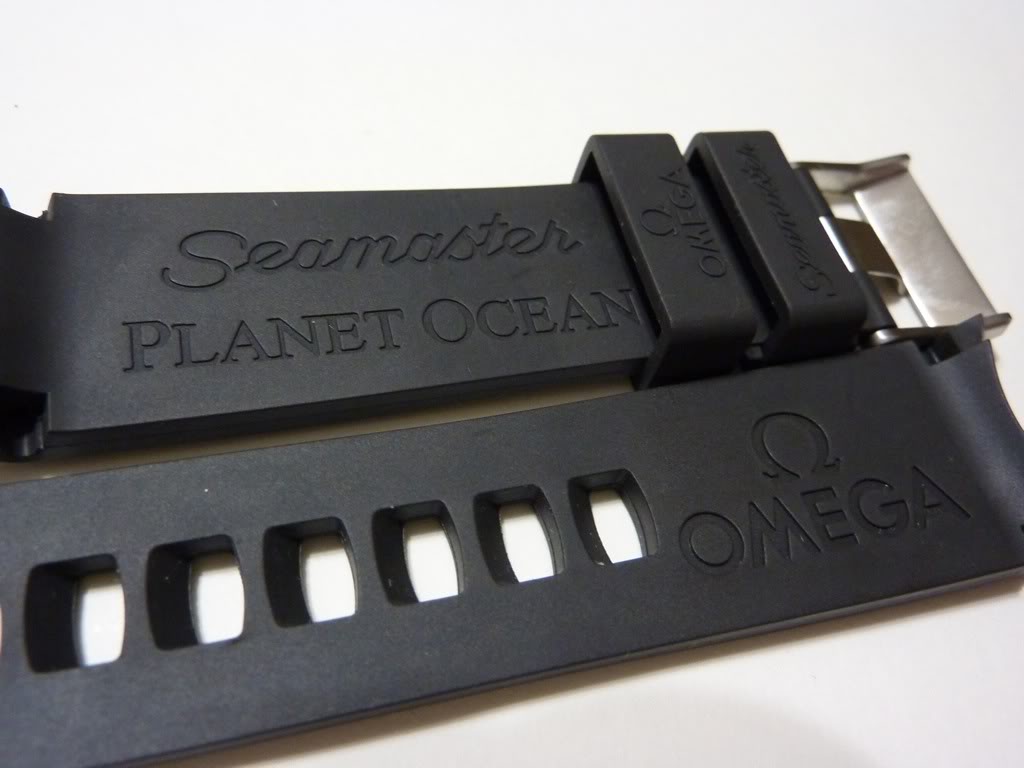 Seamaster
PLANET OCEAN
Ω
OMEGA
Seamaster
Ω
OMEGA